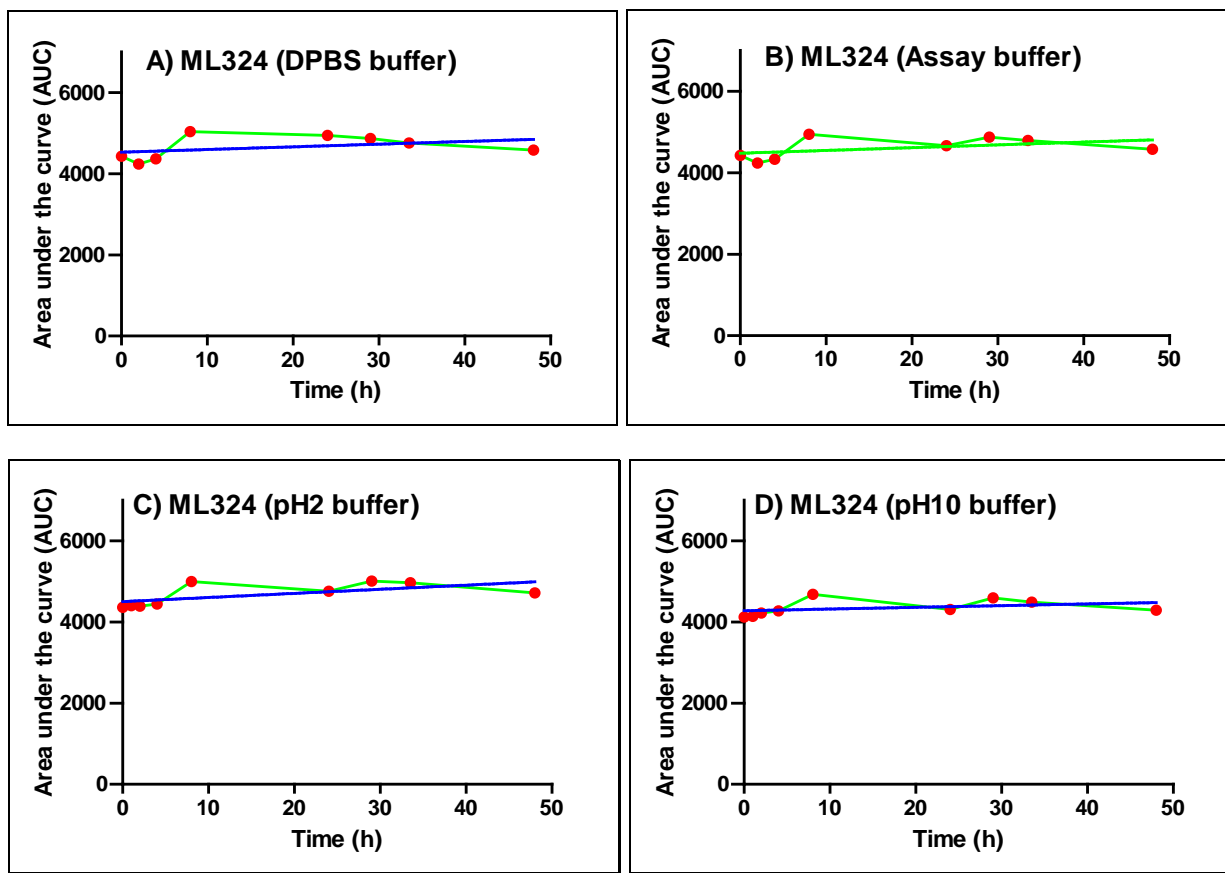 A) ML324 (DPBS buffer)
Area under the curve (AUC)
6000
4000
2000
0
0 10 20 30 40 50
Time (h)
B) ML324 (Assay buffer)
Area under the curve (AUC)
6000
4000
2000
0
0 10 20 30 40 50
Time (h)
C) ML324 (pH2 buffer)
Area under the curve (AUC)
6000
4000
2000
0
0 10 20 30 40 50
Time (h)
D) ML324 (pH10 buffer)
Area under the curve (AUC)
6000
4000
2000
0
0 10 20 30 40 50
Time (h)